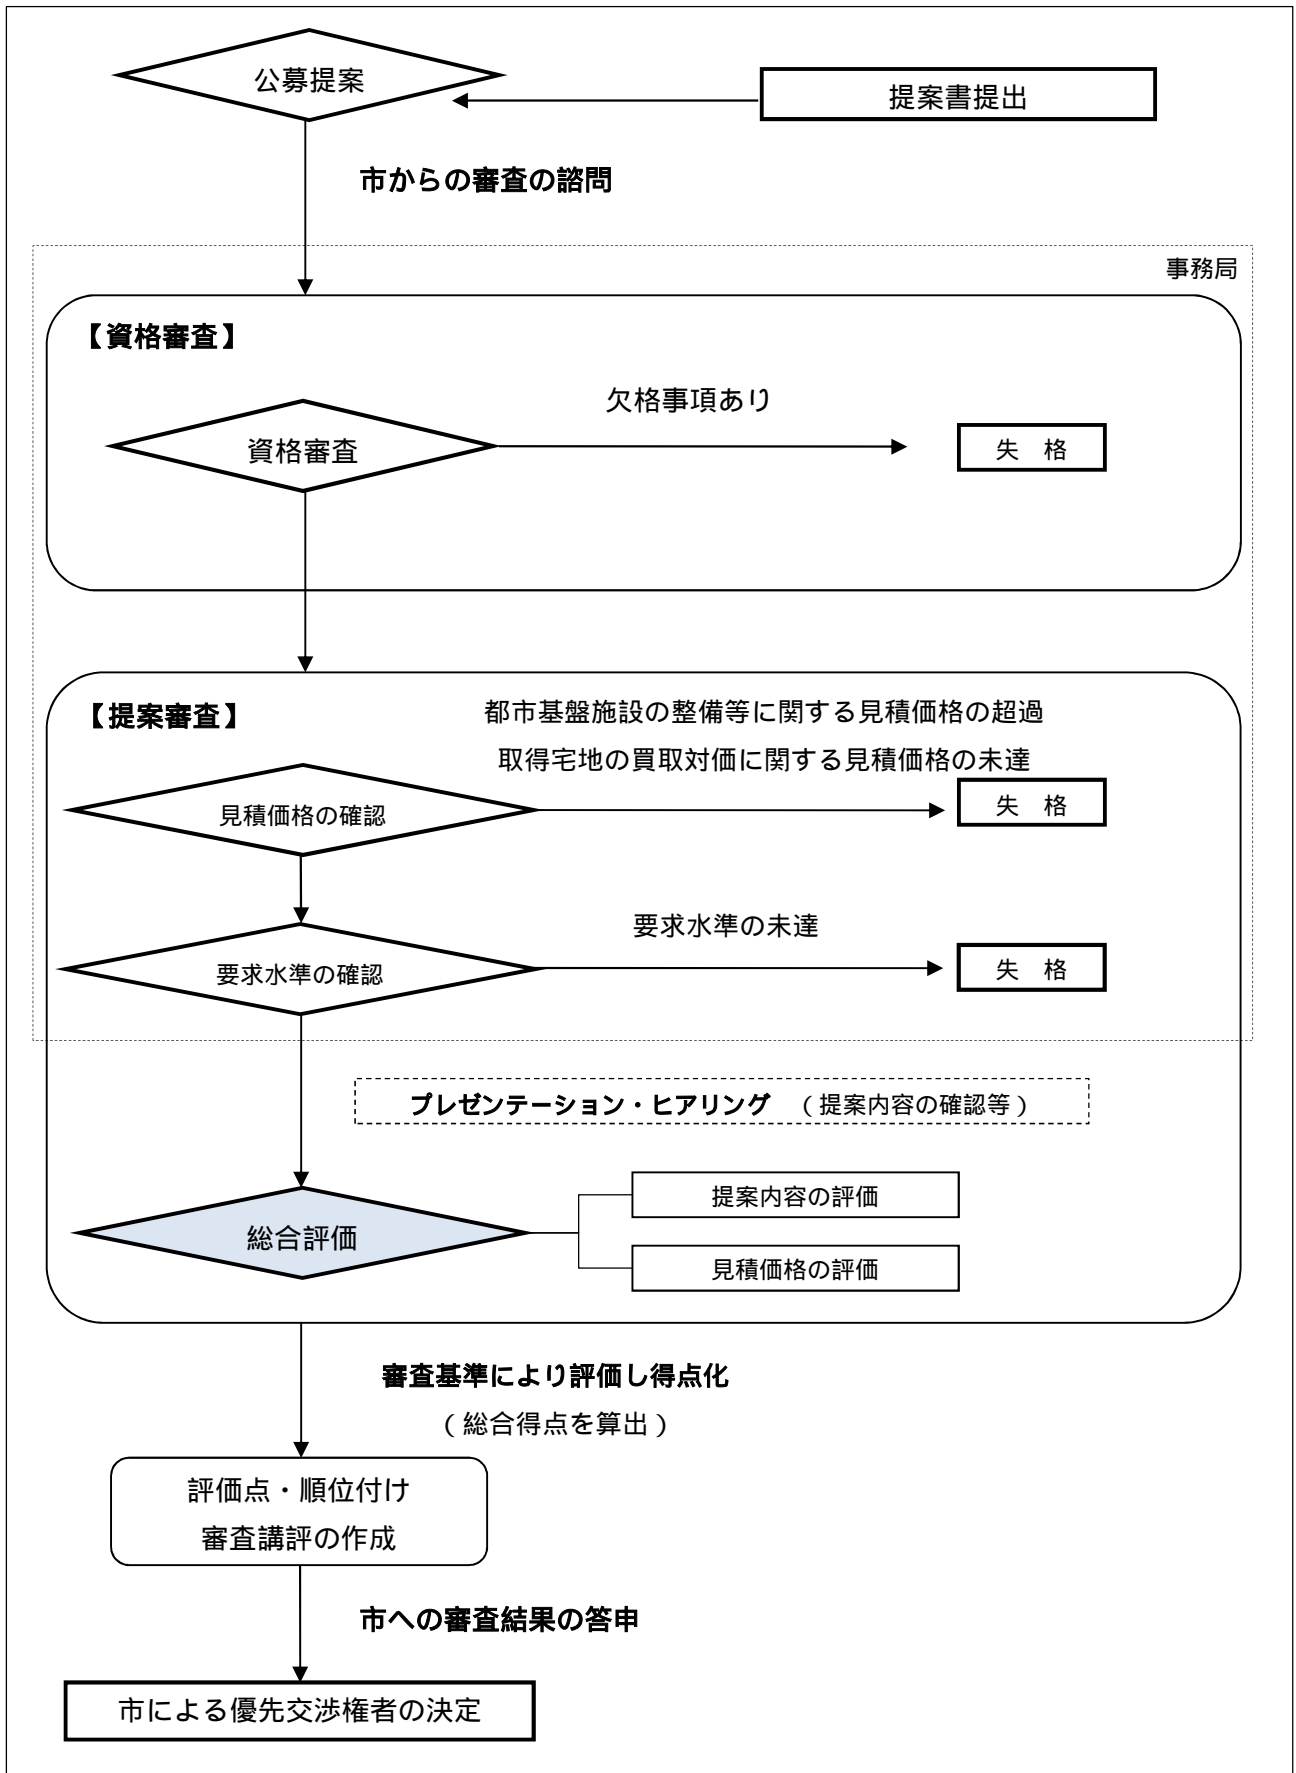 公募提案
提案書提出
市からの審査の諮問
事務局
【資格審査】
欠格事項あり
資格審査
失　格
【提案審査】
都市基盤施設の整備等に関する見積価格の超過
取得宅地の買取対価に関する見積価格の未達
見積価格の確認
失　格
要求水準の未達
要求水準の確認
失　格
プレゼンテーション・ヒアリング　（提案内容の確認等）
提案内容の評価
総合評価
見積価格の評価
審査基準により評価し得点化
（総合得点を算出）
評価点・順位付け
審査講評の作成
市への審査結果の答申
市による優先交渉権者の決定